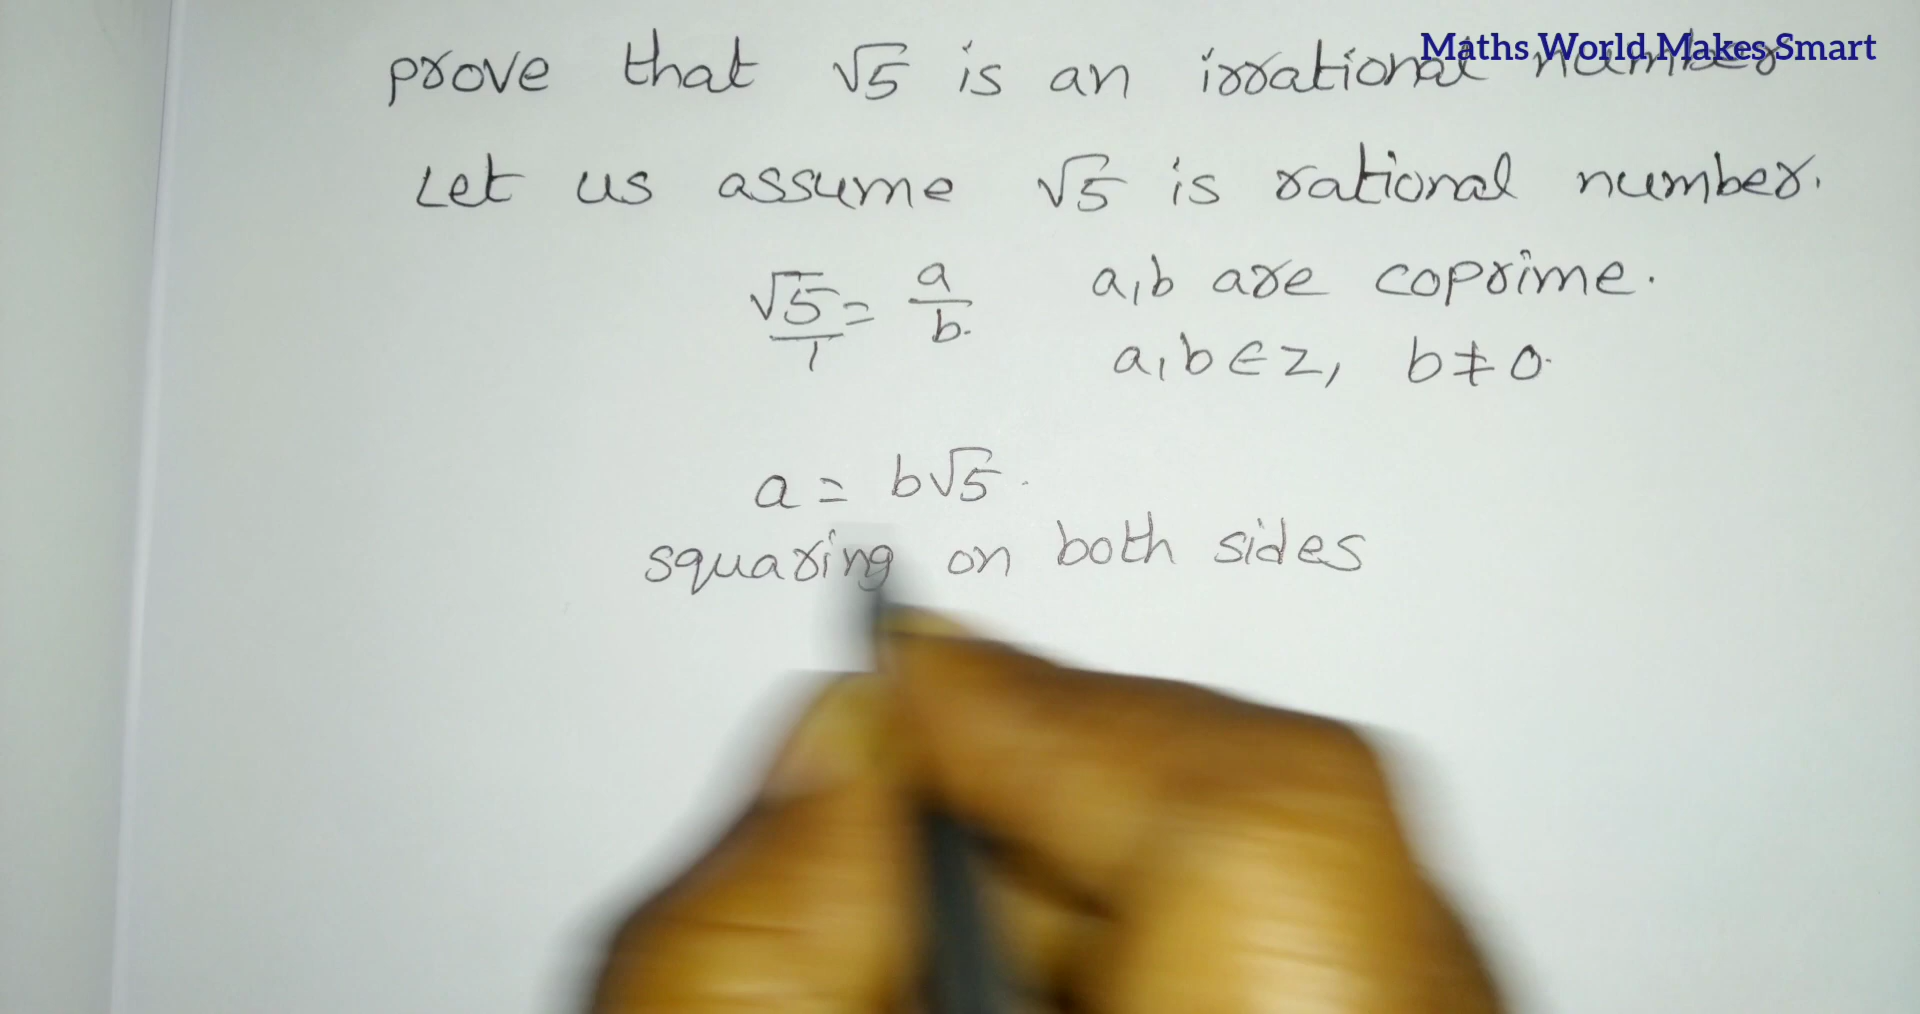 Maths World Makes Smart
prove that √5 is an irrational number
Let us assume √5 is rational number.
√5/1 = a/b. a,b are coprime.
a,b ∈ Z, b ≠ 0.
a = b√5.
squaring on both sides